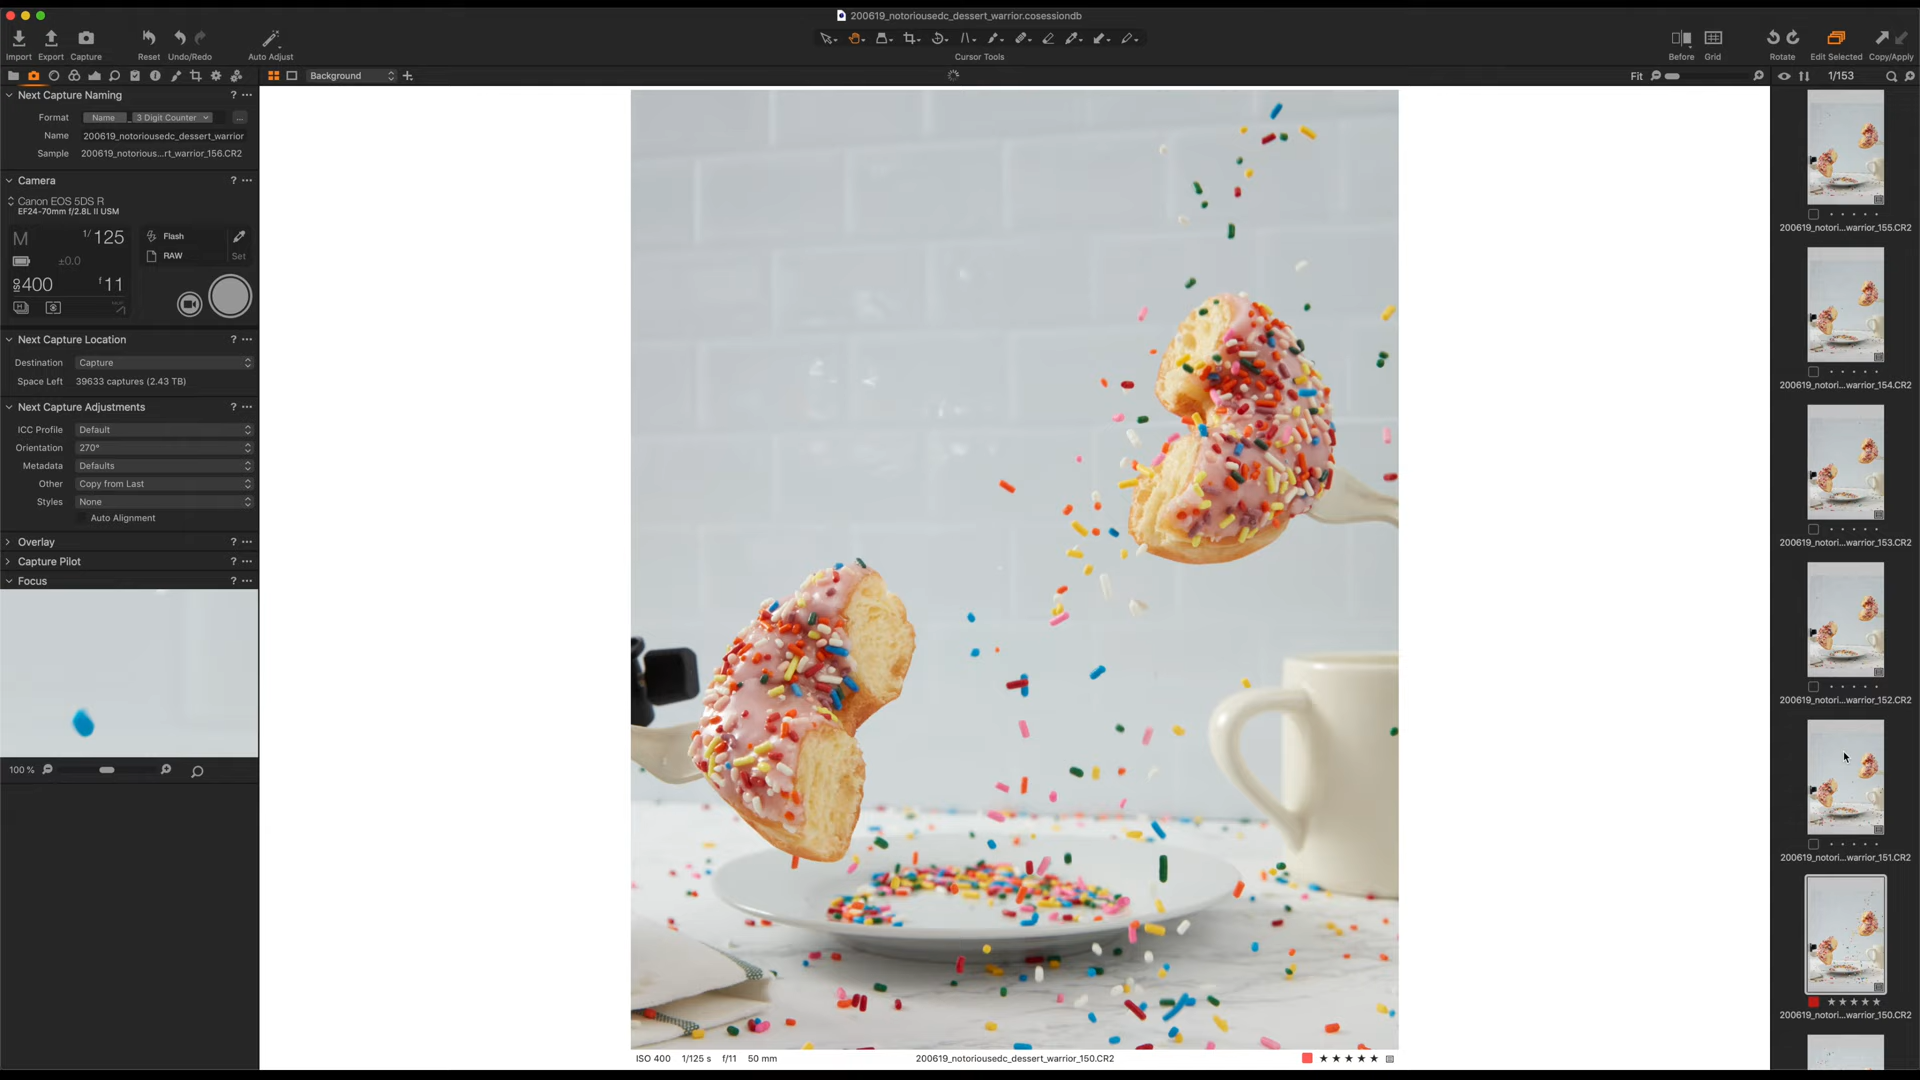 200619_notoriousedc_dessert_warrior.cosessiondb
Import Export Capture Reset Undo/Redo Auto Adjust Cursor Tools Before Grid Rotate Edit Selected Copy/Apply
Background
Fit
1/153
Next Capture Naming ? ...
Format Name _ 3 Digit Counter ...
Name 200619_notoriousedc_dessert_warrior
Sample 200619_notorious...rt_warrior_156.CR2
Camera ? ...
Canon EOS 5DS R
EF24-70mm f/2.8L II USM
M 1/125 Flash
±0.0 RAW Set
ISO 400 f11
Next Capture Location ? ...
Destination Capture
Space Left 39633 captures (2.43 TB)
Next Capture Adjustments ? ...
ICC Profile Default
Orientation 270°
Metadata Defaults
Other Copy from Last
Styles None
Auto Alignment
Overlay ? ...
Capture Pilot ? ...
Focus ? ...
100 %
ISO 400 1/125 s f/11 50 mm
200619_notoriousedc_dessert_warrior_150.CR2
200619_notori...warrior_155.CR2
200619_notori...warrior_154.CR2
200619_notori...warrior_153.CR2
200619_notori...warrior_152.CR2
200619_notori...warrior_151.CR2
200619_notori...warrior_150.CR2